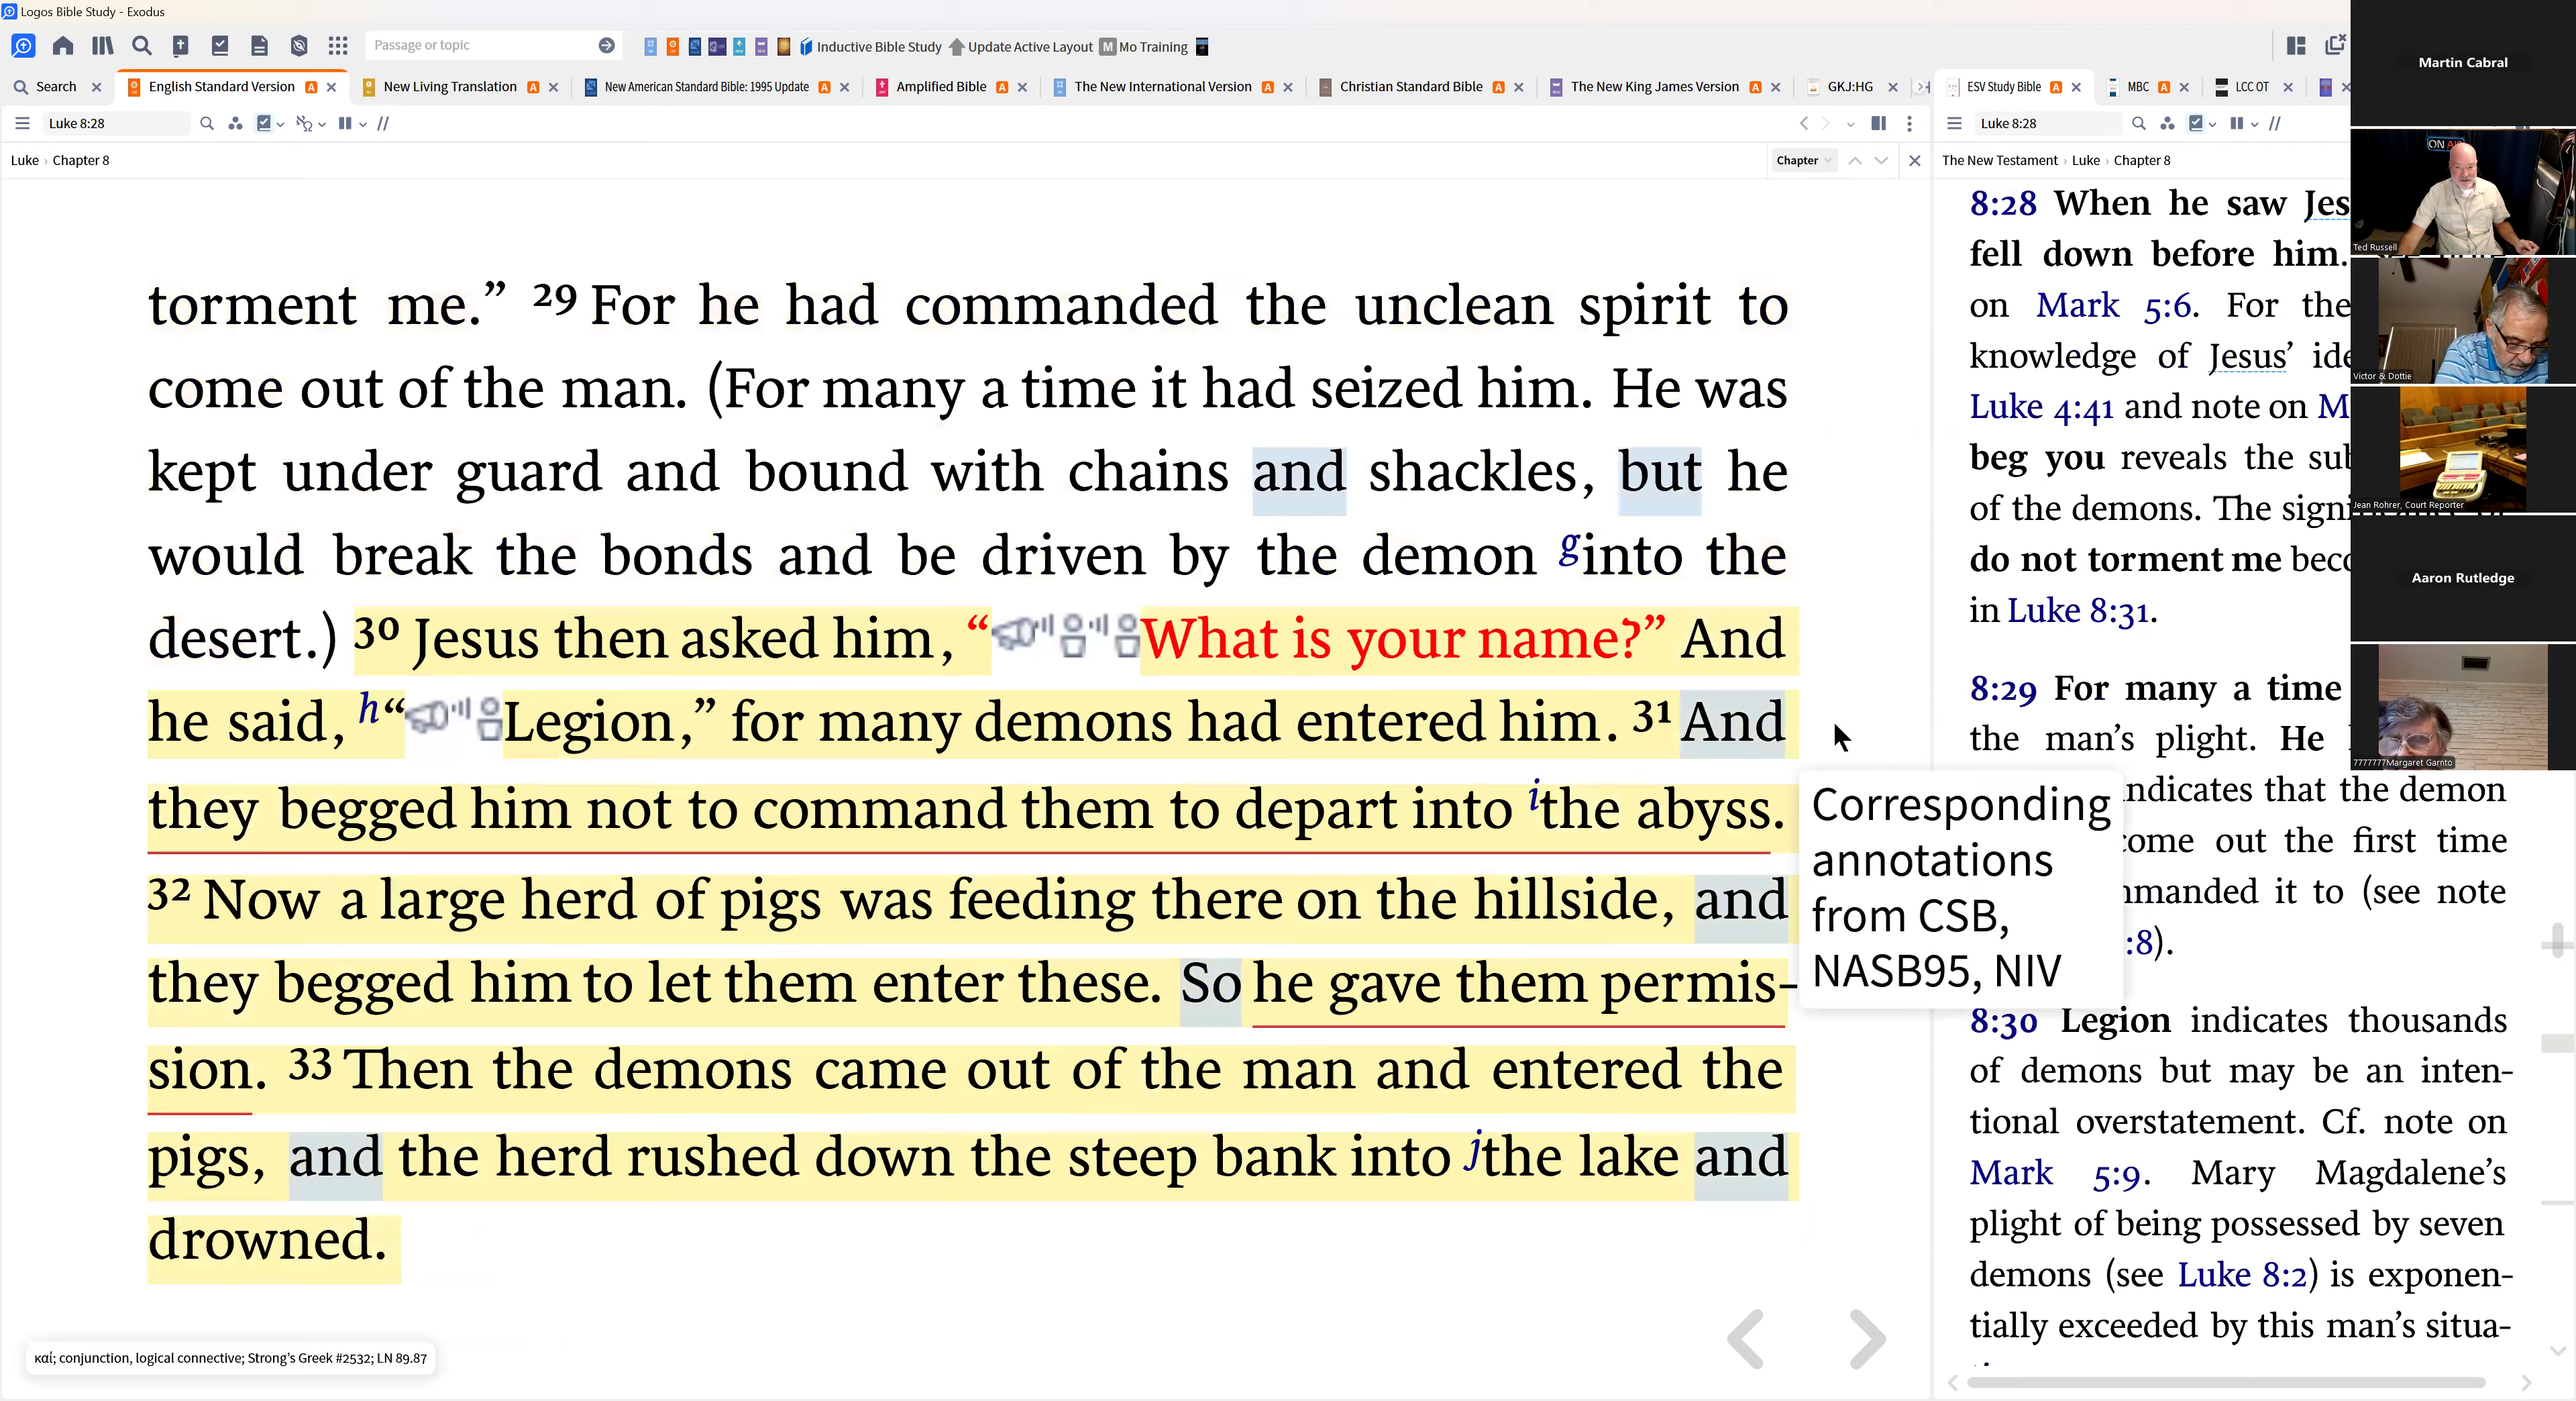 Logos Bible Study - Exodus
Passage or topic
Inductive Bible Study
Update Active Layout
M Mo Training
Search
English Standard Version A
New Living Translation A
New American Standard Bible: 1995 Update A
Amplified Bible A
The New International Version A
Christian Standard Bible A
The New King James Version A
GKJ:HG
ESV Study Bible A
MBC A
LCC OT
Luke 8:28
Luke 8:28
Luke › Chapter 8
Chapter
The New Testament › Luke › Chapter 8
torment me.” 29 For he had commanded the unclean spirit to
come out of the man. (For many a time it had seized him. He was
kept under guard and bound with chains and shackles, but he
would break the bonds and be driven by the demon g into the
desert.) 30 Jesus then asked him, “What is your name?” And
he said, h “Legion,” for many demons had entered him. 31 And
they begged him not to command them to depart into i the abyss.
32 Now a large herd of pigs was feeding there on the hillside, and
they begged him to let them enter these. So he gave them permis-
sion. 33 Then the demons came out of the man and entered the
pigs, and the herd rushed down the steep bank into j the lake and
drowned.
καί; conjunction, logical connective; Strong’s Greek #2532; LN 89.87
Corresponding
annotations
from CSB,
NASB95, NIV
8:28 When he saw Jes
fell down before him.
on Mark 5:6. For the
knowledge of Jesus’ ide
Luke 4:41 and note on M
beg you reveals the sub
of the demons. The signi
do not torment me becc
in Luke 8:31.
8:29 For many a time
the man’s plight. He
ndicates that the demon
come out the first time
nmanded it to (see note
:8).
8:30 Legion indicates thousands
of demons but may be an inten-
tional overstatement. Cf. note on
Mark 5:9. Mary Magdalene’s
plight of being possessed by seven
demons (see Luke 8:2) is exponen-
tially exceeded by this man’s situa-
Martin Cabral
ON
Ted Russell
Victor & Dottie
Jean Rohrer, Court Reporter
Aaron Rutledge
7777777Margaret Garnto